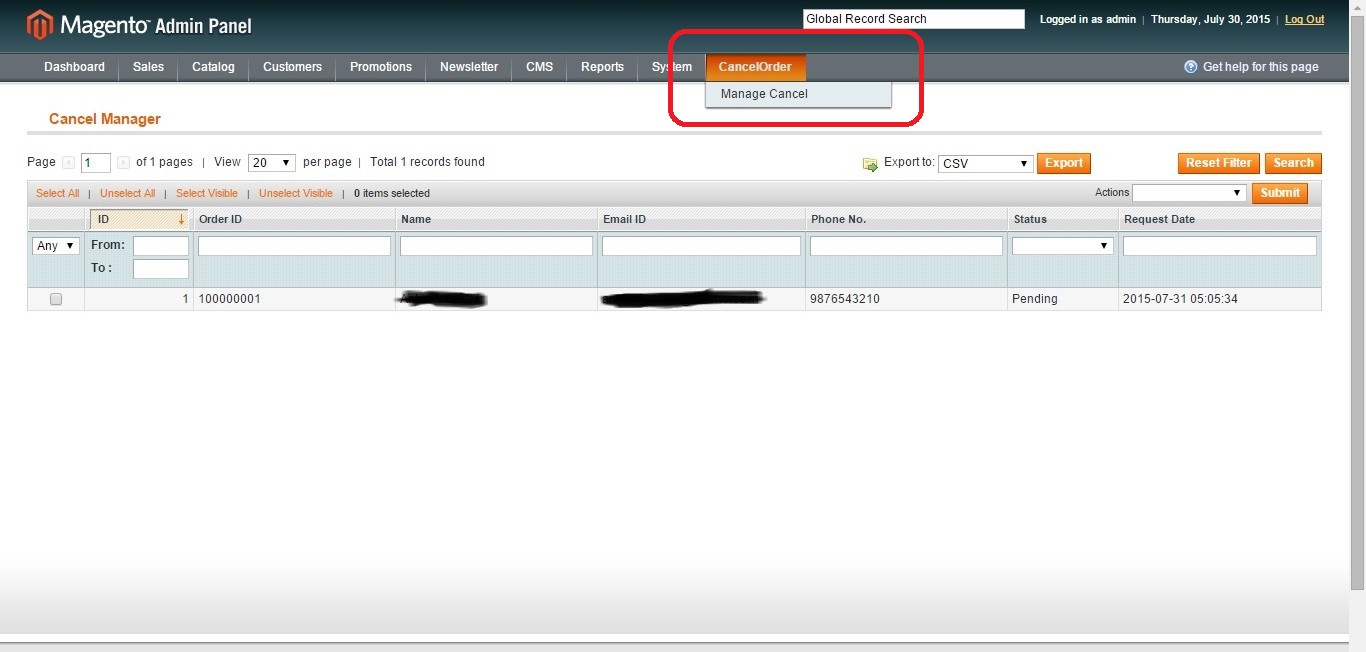 Magento Admin Panel
Global Record Search
Logged in as admin | Thursday, July 30, 2015 | Log Out
Dashboard Sales Catalog Customers Promotions Newsletter CMS Reports System CancelOrder
Get help for this page
Manage Cancel
Cancel Manager
Page 1 of 1 pages | View 20 per page | Total 1 records found
Export to: CSV Export Reset Filter Search
Select All | Unselect All | Select Visible | Unselect Visible | 0 items selected
Actions Submit
ID Order ID Name Email ID Phone No. Status Request Date
Any From:
To :
1 100000001 9876543210 Pending 2015-07-31 05:05:34